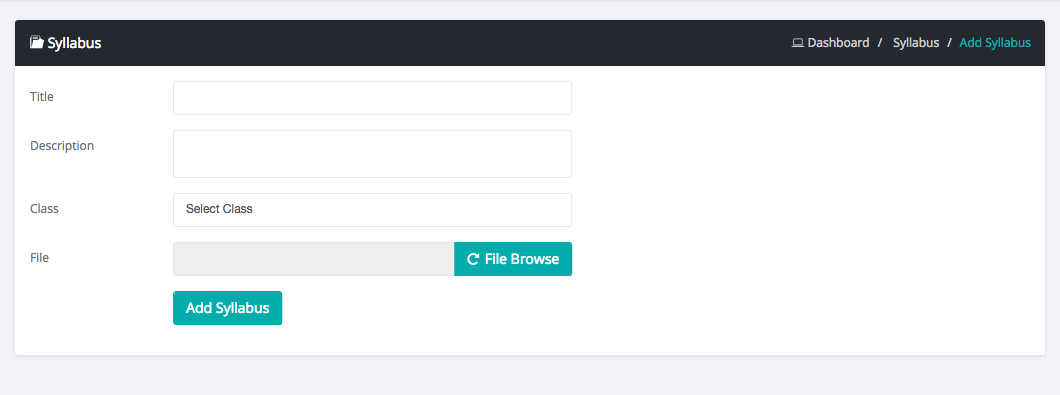 Syllabus
Dashboard / Syllabus / Add Syllabus
Title
Description
Class
Select Class
File
File Browse
Add Syllabus